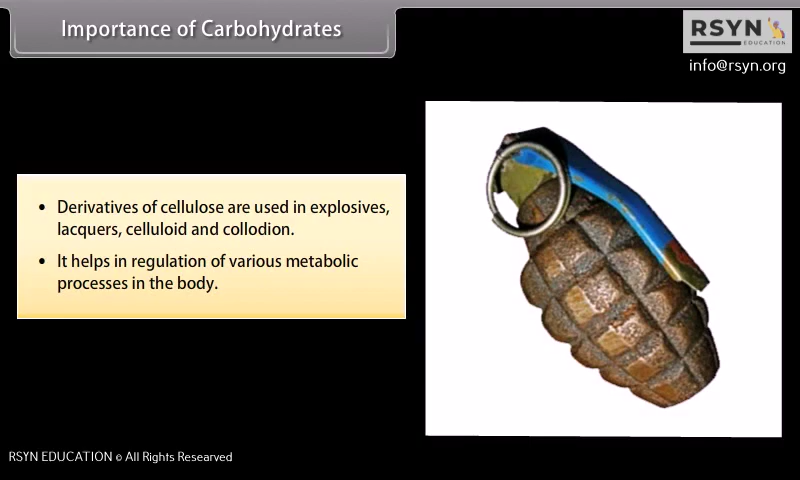 Importance of Carbohydrates
RSYN
EDUCATION
info@rsyn.org
• Derivatives of cellulose are used in explosives,
lacquers, celluloid and collodion.
• It helps in regulation of various metabolic
processes in the body.
RSYN EDUCATION © All Rights Researved